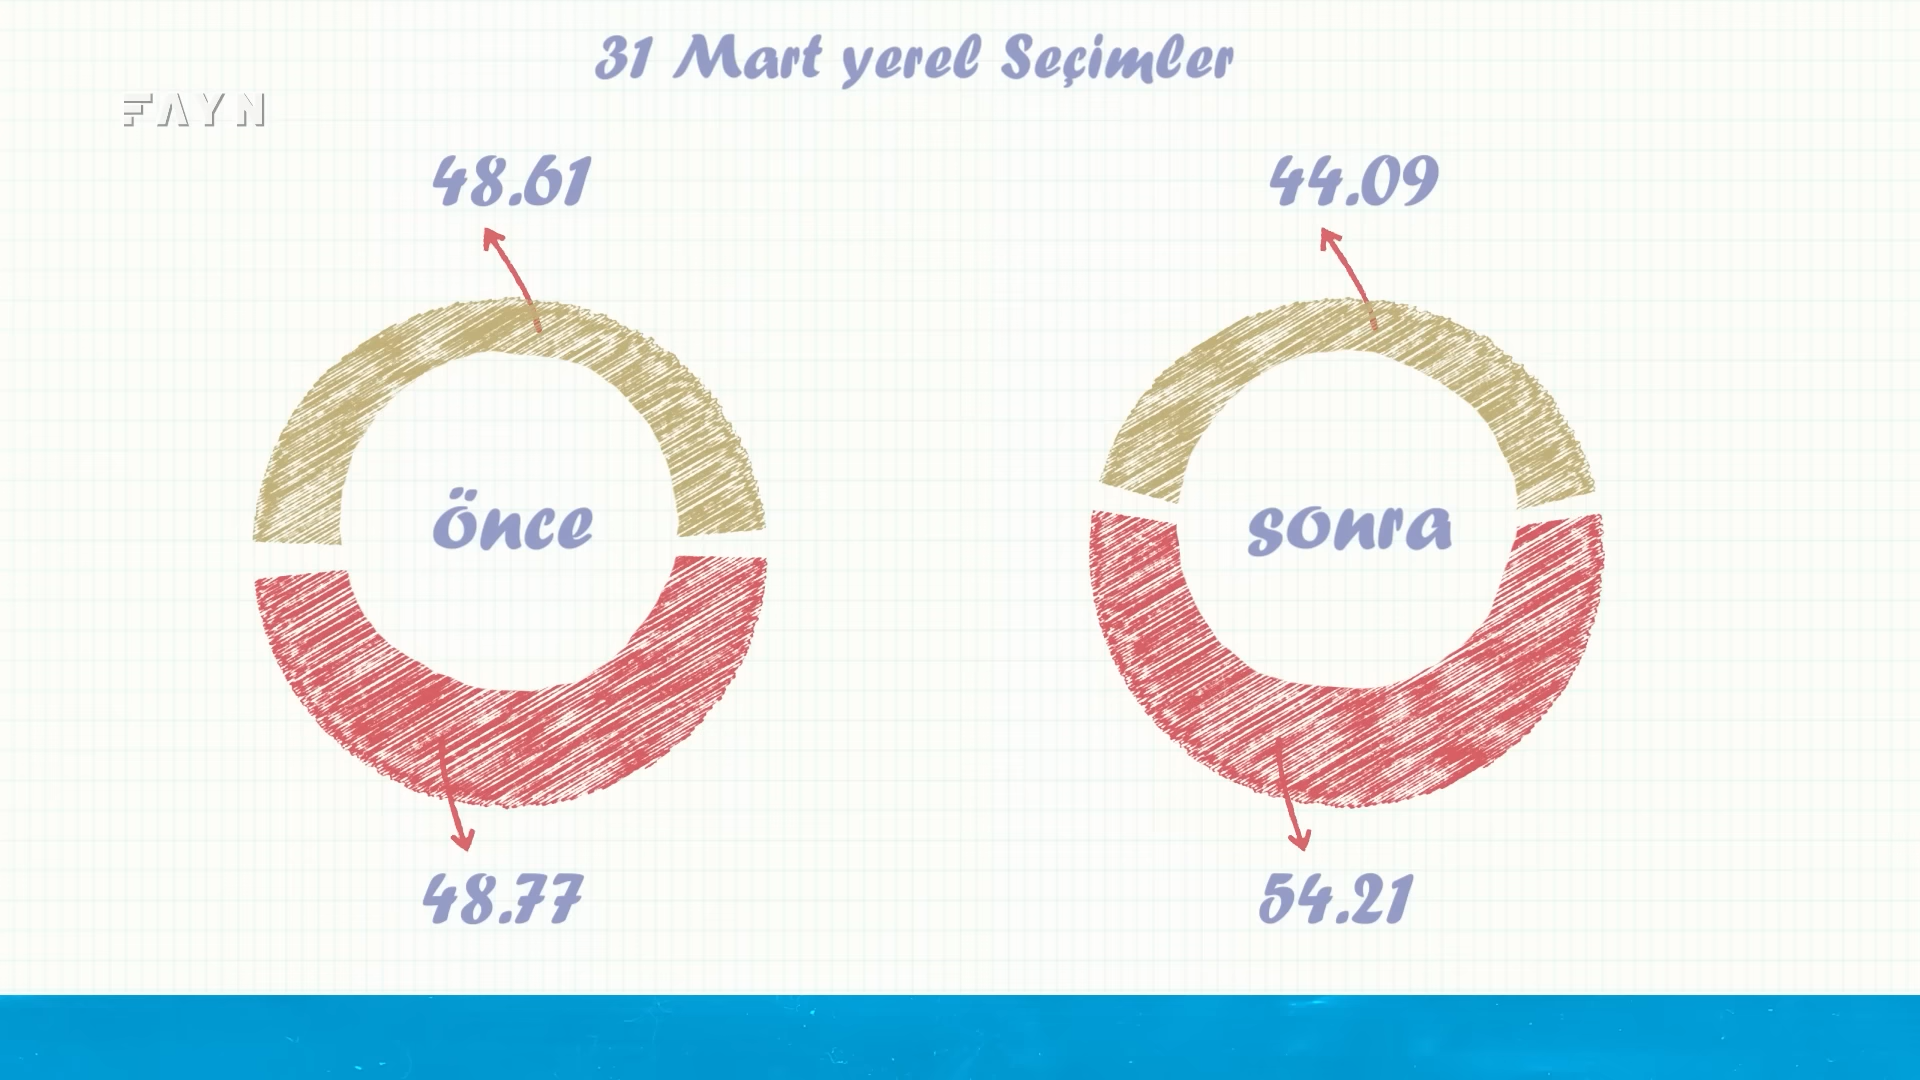 31 Mart yerel Seçimler
FAYN
48.61
44.09
önce
sonra
48.77
54.21